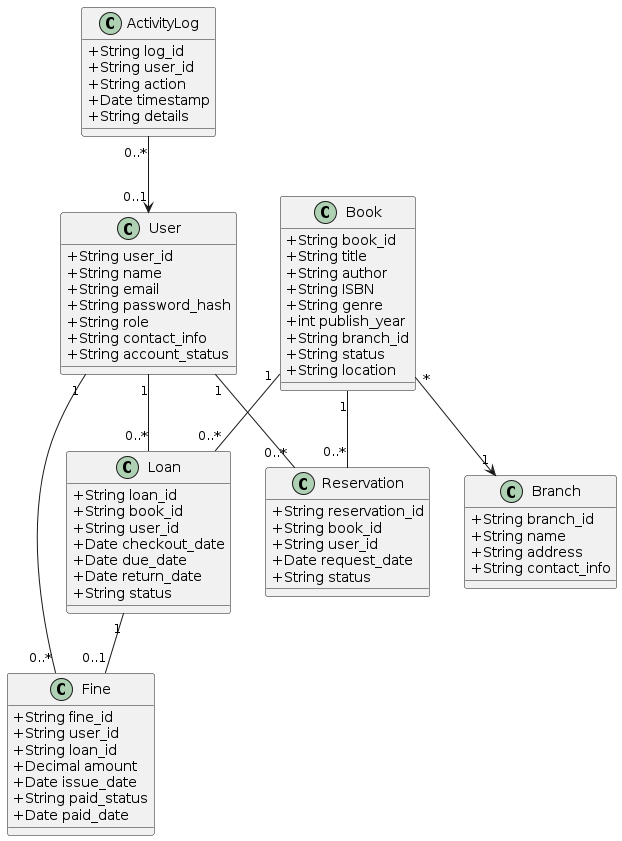 C ActivityLog
+String log_id
+String user_id
+String action
+Date timestamp
+String details
0..*
0..1
C User
+String user_id
+String name
+String email
+String password_hash
+String role
+String contact_info
+String account_status
C Book
+String book_id
+String title
+String author
+String ISBN
+String genre
+int publish_year
+String branch_id
+String status
+String location
1
1
1
1
1
*
0..*
0..*
0..*
0..*
1
C Loan
+String loan_id
+String book_id
+String user_id
+Date checkout_date
+Date due_date
+Date return_date
+String status
C Reservation
+String reservation_id
+String book_id
+String user_id
+Date request_date
+String status
C Branch
+String branch_id
+String name
+String address
+String contact_info
1
0..*
0..1
C Fine
+String fine_id
+String user_id
+String loan_id
+Decimal amount
+Date issue_date
+String paid_status
+Date paid_date